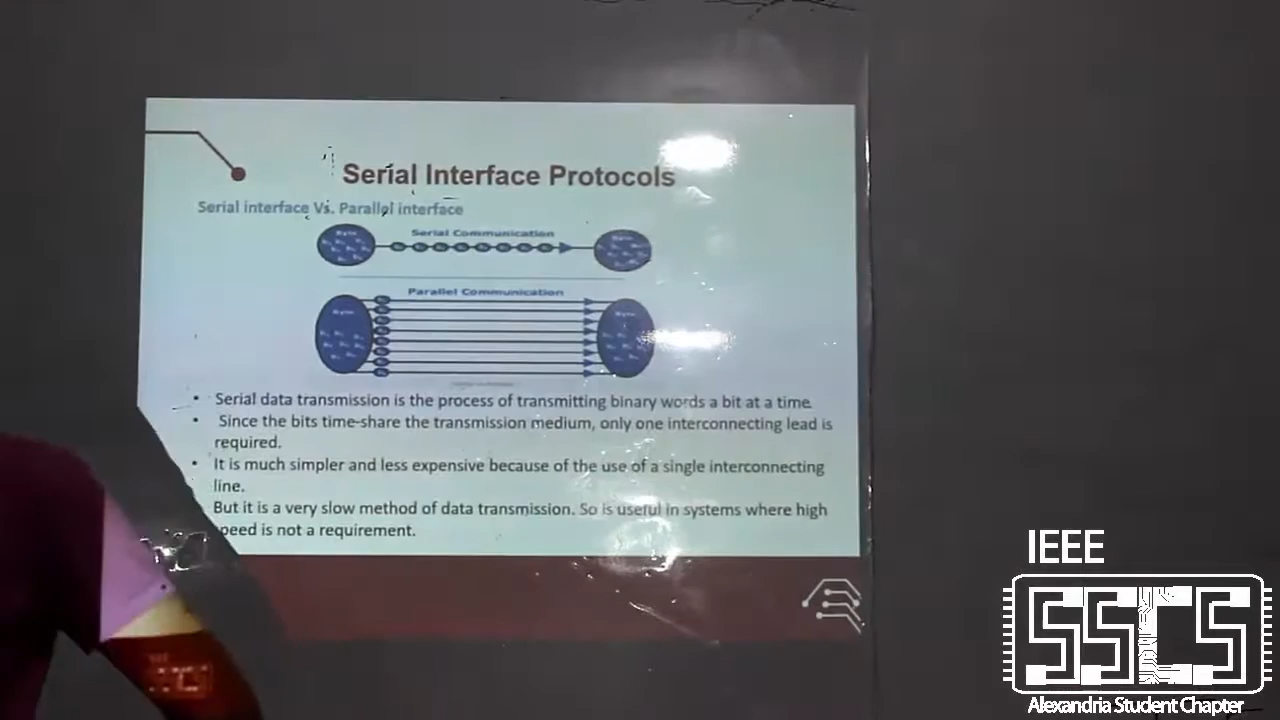 Serial Interface Protocols
Serial interface Vs. Parallel interface
Serial Communication
Parallel Communication
Serial data transmission is the process of transmitting binary words a bit at a time.
Since the bits time-share the transmission medium, only one interconnecting lead is
required.
It is much simpler and less expensive because of the use of a single interconnecting
line.
But it is a very slow method of data transmission. So is useful in systems where high
peed is not a requirement.
IEEE
SSCS
Alexandria Student Chapter